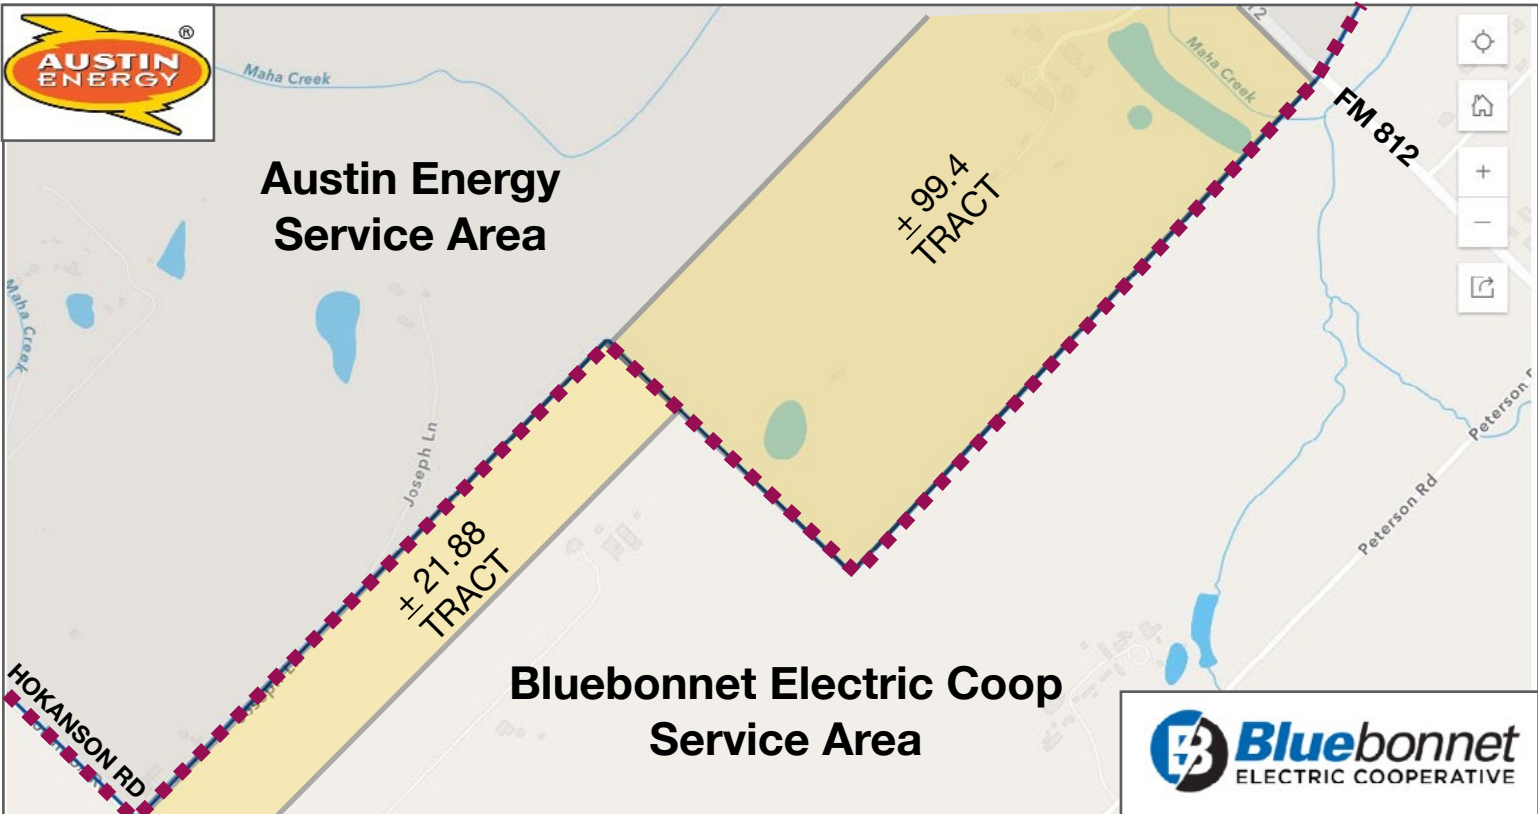 AUSTIN
ENERGY
®
Maha Creek
Maha Creek
FM 812
Austin Energy
Service Area
± 99.4
TRACT
Maha Creek
Joseph Ln
± 21.88
TRACT
Peterson
Peterson Rd
HOKANSON RD
Bluebonnet Electric Coop
Service Area
Bluebonnet
ELECTRIC COOPERATIVE